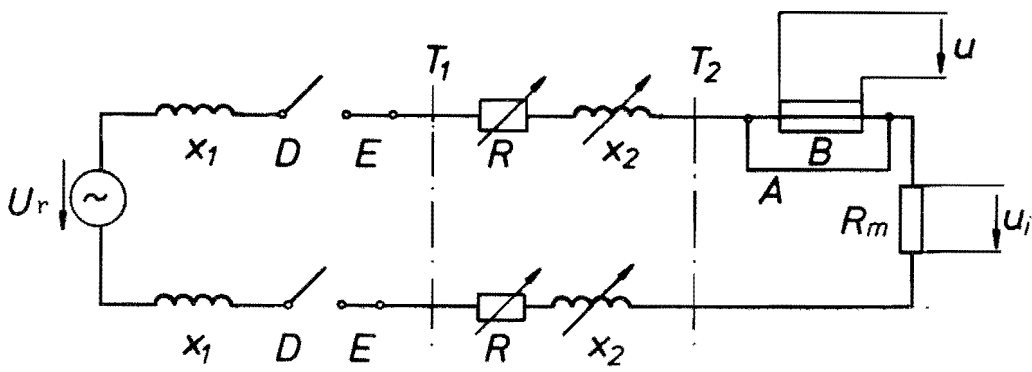 T₁
T₂
u
x₁
D
E
R
x₂
B
A
Uᵣ
~
Rₘ
uᵢ
x₁
D
E
R
x₂